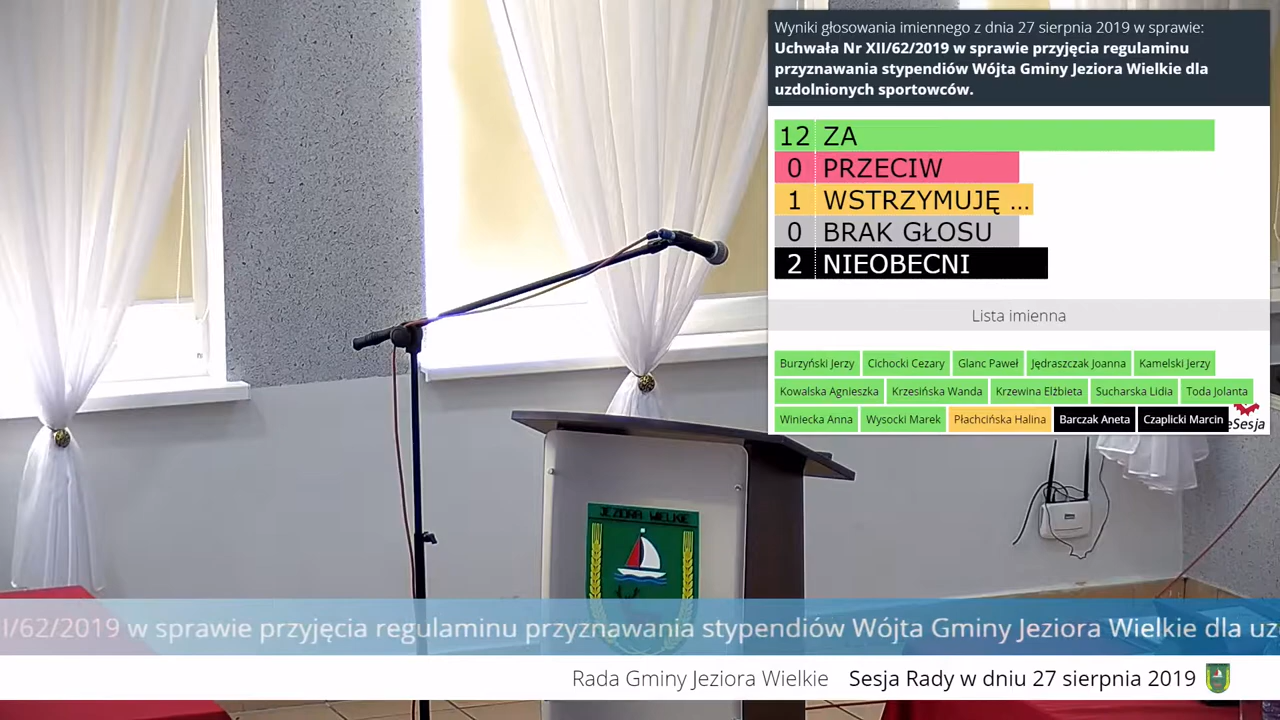 Wyniki głosowania imiennego z dnia 27 sierpnia 2019 w sprawie:
Uchwała Nr XII/62/2019 w sprawie przyjęcia regulaminu
przyznawania stypendiów Wójta Gminy Jeziora Wielkie dla
uzdolnionych sportowców.
12 ZA
0 PRZECIW
1 WSTRZYMUJĘ ...
0 BRAK GŁOSU
2 NIEOBECNI
Lista imienna
Burzyński Jerzy Cichocki Cezary Glanc Paweł Jędraszczak Joanna Kamelski Jerzy
Kowalska Agnieszka Krzesińska Wanda Krzewina Elżbieta Sucharska Lidia Toda Jolanta
Winiecka Anna Wysocki Marek Płachcińska Halina Barczak Aneta Czaplicki Marcin
eSesja
JEZIORA WIELKIE
I/62/2019 w sprawie przyjęcia regulaminu przyznawania stypendiów Wójta Gminy Jeziora Wielkie dla uz
Rada Gminy Jeziora Wielkie Sesja Rady w dniu 27 sierpnia 2019